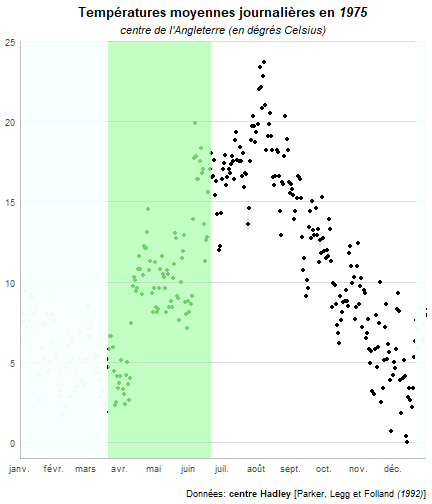 Températures moyennes journalières en 1975
centre de l'Angleterre (en dégrés Celsius)
25
20
15
10
5
0
janv. févr. mars avr. mai juin juil. août sept. oct. nov. déc.
Données: centre Hadley [Parker, Legg et Folland (1992)]